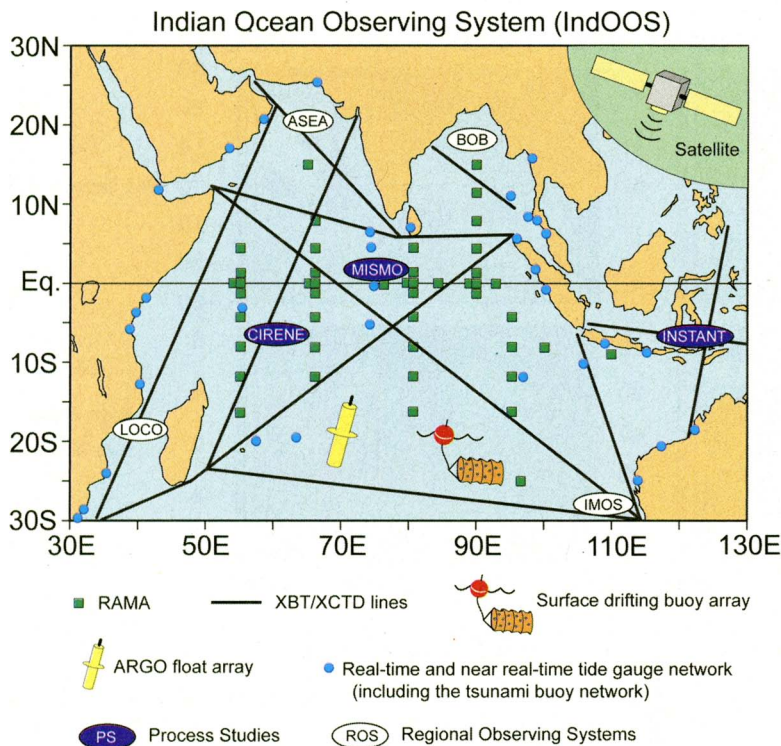 Indian Ocean Observing System (IndOOS)
30N
20N
10N
Eq.
10S
20S
30S
30E
50E
70E
90E
110E
130E
ASEA
BOB
Satellite
MISMO
CIRENE
INSTANT
LOCO
IMOS
RAMA
XBT/XCTD lines
Surface drifting buoy array
ARGO float array
Real-time and near real-time tide gauge network
(including the tsunami buoy network)
PS
Process Studies
ROS
Regional Observing Systems